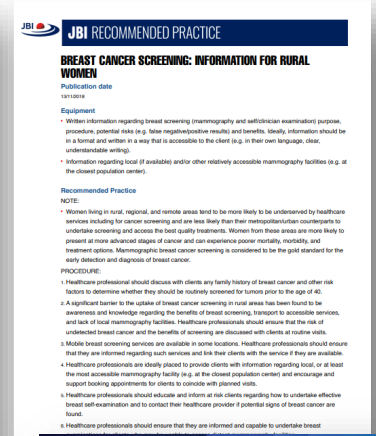 JBI
JBI RECOMMENDED PRACTICE
BREAST CANCER SCREENING: INFORMATION FOR RURAL
WOMEN
Publication date
13/11/2018
Equipment
• Written information regarding breast screening (mammography and self/clinician examination) purpose,
procedure, potential risks (e.g. false negative/positive results) and benefits. Ideally, information should be
in a format and written in a way that is accessible to the client (e.g. in their own language, clear,
understandable writing).
• Information regarding local (if available) and/or other relatively accessible mammography facilities (e.g. at
the closest population center).
Recommended Practice
NOTE:
• Women living in rural, regional, and remote areas tend to be more likely to be underserved by healthcare
services including for cancer screening and are less likely than their metropolitan/urban counterparts to
undertake screening and access the best quality treatments. Women from these areas are more likely to
present at more advanced stages of cancer and can experience poorer mortality, morbidity, and
treatment options. Mammographic breast cancer screening is considered to be the gold standard for the
early detection and diagnosis of breast cancer.
PROCEDURE:
1. Healthcare professional should discuss with clients any family history of breast cancer and other risk
factors to determine whether they should be routinely screened for tumors prior to the age of 40.
2. A significant barrier to the uptake of breast cancer screening in rural areas has been found to be
awareness and knowledge regarding the benefits of breast screening, transport to accessible services,
and lack of local mammography facilities. Healthcare professionals should ensure that the risk of
undetected breast cancer and the benefits of screening are discussed with clients at routine visits.
3. Mobile breast screening services are available in some locations. Healthcare professionals should ensure
that they are informed regarding such services and link their clients with the service if they are available.
4. Healthcare professionals are ideally placed to provide clients with information regarding local, or at least
the most accessible mammography facility (e.g. at the closest population center) and encourage and
support booking appointments for clients to coincide with planned visits.
5. Healthcare professionals should educate and inform at risk clients regarding how to undertake effective
breast self-examination and to contact their healthcare provider if potential signs of breast cancer are
found.
6. Healthcare professionals should ensure that they are informed and capable to undertake breast